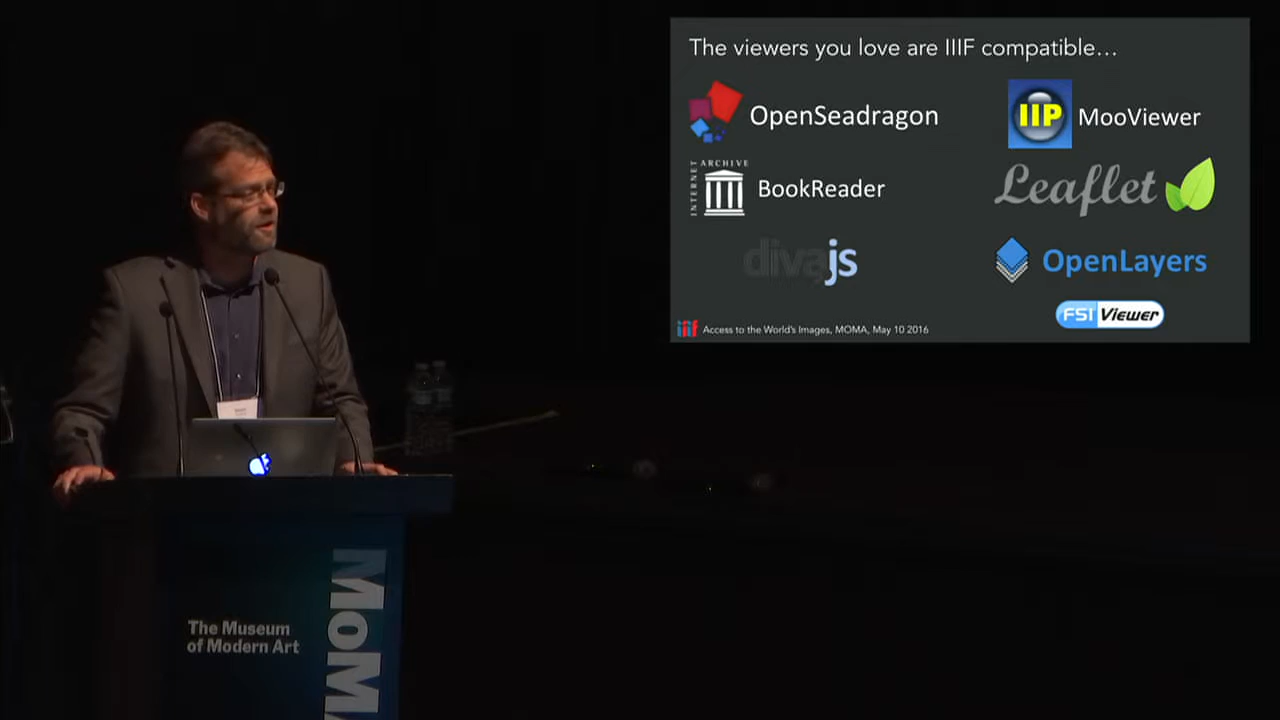 The viewers you love are IIIF compatible...
OpenSeadragon
IIP MooViewer
INTERNET ARCHIVE
BookReader
Leaflet
divajs
OpenLayers
FSI Viewer
iiif Access to the World's Images, MOMA, May 10 2016
The Museum
of Modern Art
MoMA